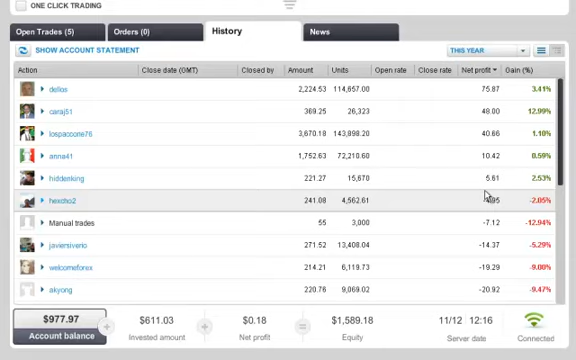 ONE CLICK TRADING
Open Trades (5) Orders (0) History News
SHOW ACCOUNT STATEMENT THIS YEAR
Action Close date (GMT) Closed by Amount Units Open rate Close rate Net profit Gain (%)
dellos 2,224.53 114,657.00 75.87 3.41%
caraj51 369.25 26,323 48.00 12.99%
lospaccone76 3,670.18 143,898.20 40.66 1.10%
anna41 1,752.63 72,210.60 10.42 0.59%
hiddenking 221.27 15,670 5.61 2.53%
hexcho2 241.08 4,562.61 -2.05%
Manual trades 55 3,000 -7.12 -12.94%
javiersiverio 271.52 13,408.04 -14.37 -5.29%
welcomeforex 214.21 6,119.73 -19.29 -9.00%
akyong 220.76 9,069.02 -20.92 -9.47%
$977.97 $611.03 $0.18 $1,589.18 11/12 12:16
Account balance Invested amount Net profit Equity Server date Connected